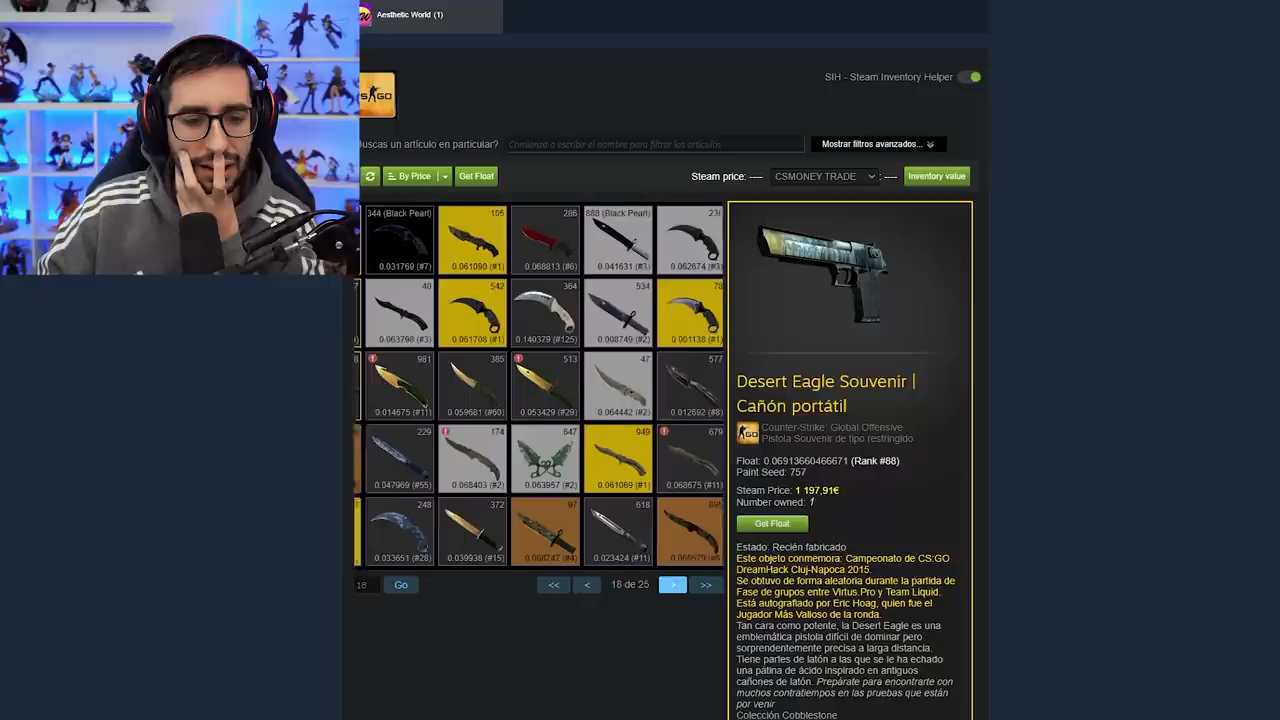 Aesthetic World (1)
SIH - Steam Inventory Helper
S GO
Buscas un artículo en particular?
Comienza a escribir el nombre para filtrar los artículos
Mostrar filtros avanzados...
By Price
Get Float
Steam price: ----
CSMONEY TRADE
: ----
Inventory value
344 (Black Pearl)
0.031769 (#7)
105
0.061090 (#1)
286
0.068813 (#6)
888 (Black Pearl)
0.041631 (#3)
0.062674 (#3)
40
0.063798 (#3)
542
0.061708 (#1)
364
0.140379 (#125)
534
0.008749 (#2)
78
0.001138 (#1)
981
0.014675 (#11)
385
0.059681 (#60)
513
0.053429 (#29)
47
0.064442 (#2)
577
0.012692 (#8)
229
0.047969 (#55)
174
0.068403 (#2)
647
0.063957 (#2)
949
0.061069 (#1)
679
0.068675 (#11)
248
0.033651 (#28)
372
0.039938 (#15)
97
0.068747 (#4)
618
0.023424 (#11)
18
Go
<<
<
18 de 25
>
>>
Desert Eagle Souvenir |
Cañón portátil
GO
Counter-Strike: Global Offensive
Pistola Souvenir de tipo restringido
Float: 0.06913660466671 (Rank #88)
Paint Seed: 757
Steam Price: 1 197,91€
Number owned: 1
Get Float
Estado: Recién fabricado
Este objeto conmemora: Campeonato de CS:GO
DreamHack Cluj-Napoca 2015.
Se obtuvo de forma aleatoria durante la partida de
Fase de grupos entre Virtus.Pro y Team Liquid.
Está autografiado por Eric Hoag, quien fue el
Jugador Más Valioso de la ronda.
Tan cara como potente, la Desert Eagle es una
emblemática pistola difícil de dominar pero
sorprendentemente precisa a larga distancia.
Tiene partes de latón a las que se le ha echado
una pátina de ácido inspirado en antiguos
cañones de latón. Prepárate para encontrarte con
muchos contratiempos en las pruebas que están
por venir
Colección Cobblestone